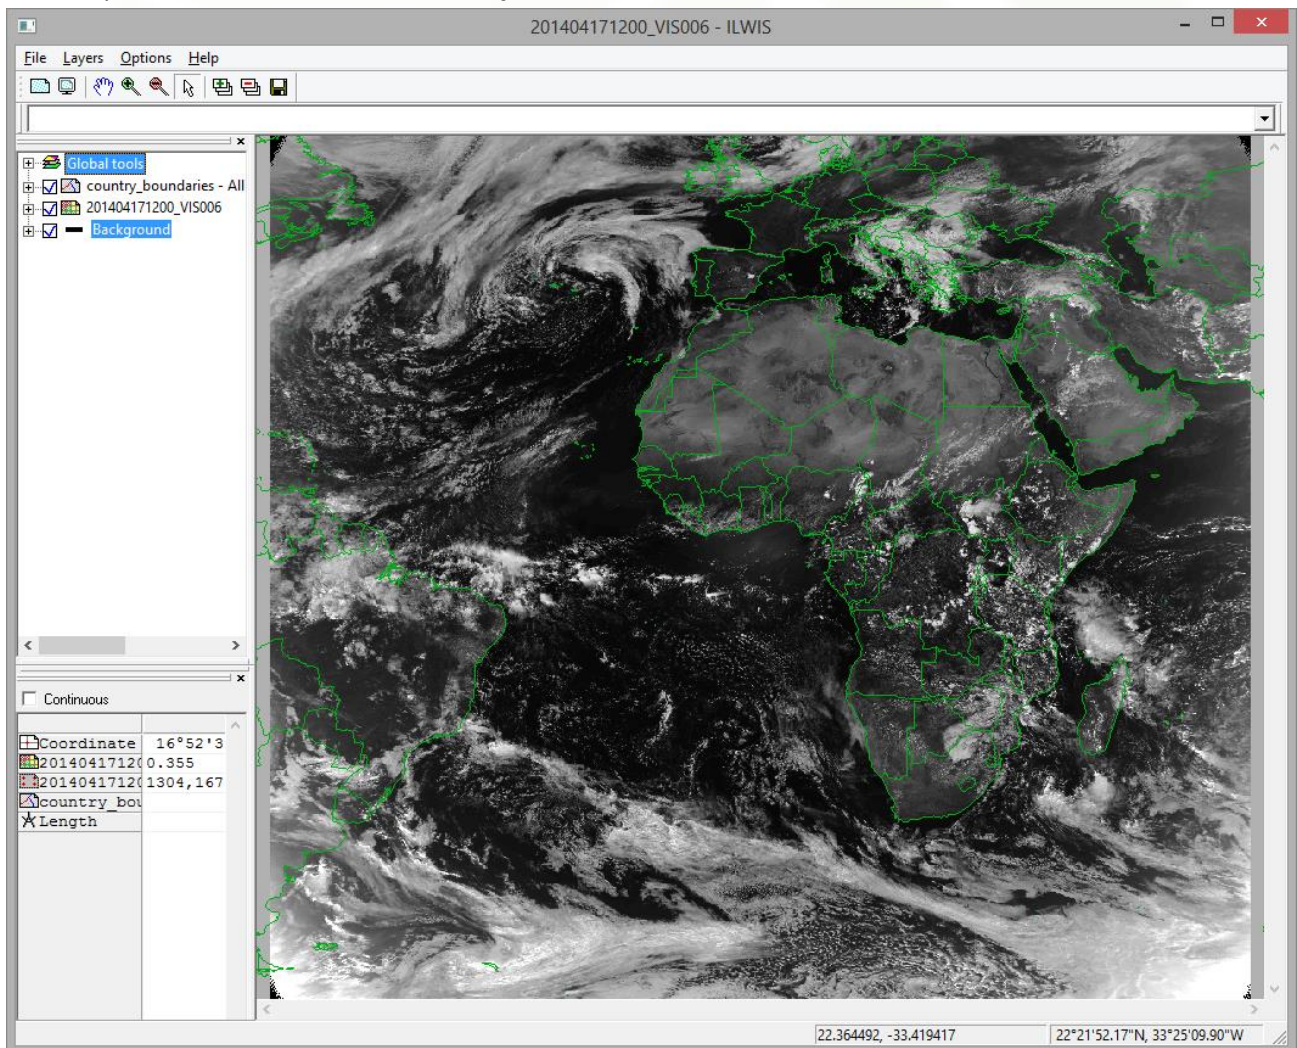 201404171200_VIS006 - ILWIS
File Layers Options Help
Global tools
country_boundaries - All
201404171200_VIS006
Background
Continuous
Coordinate 16°52'3
20140417120 0.355
20140417120 1304,167
country_bou
Length
22.364492, -33.419417 22°21'52.17"N, 33°25'09.90"W